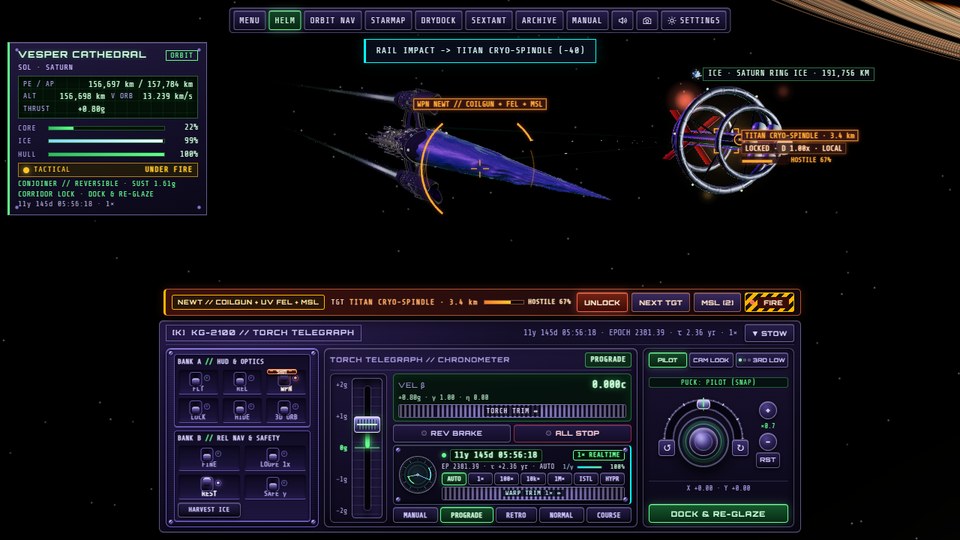 MENU HELM ORBIT NAV STARMAP DRYDOCK SEXTANT ARCHIVE MANUAL SETTINGS
RAIL IMPACT -> TITAN CRYO-SPINDLE (-40)
VESPER CATHEDRAL ORBIT
SOL · SATURN
PE / AP 156,697 km / 157,784 km
ALT 156,698 km V ORB 13.239 km/s
THRUST +0.80g
CORE 22%
ICE 99%
HULL 100%
TACTICAL UNDER FIRE
CONJOINER // REVERSIBLE · SUST 1.61g
CORRIDOR LOCK · DOCK & RE-GLAZE
11y 145d 05:56:18 · 1×
WPN NEWT // COILGUN + FEL + MSL
ICE · SATURN RING ICE · 191,756 KM
TITAN CRYO-SPINDLE · 3.4 km
LOCKED · D 1.00x · LOCAL
HOSTILE 67%
NEWT // COILGUN + UV FEL + MSL TGT TITAN CRYO-SPINDLE · 3.4 km HOSTILE 67% UNLOCK NEXT TGT MSL [2] FIRE
[K] KG-2100 // TORCH TELEGRAPH 11y 145d 05:56:18 · EPOCH 2381.39 · τ 2.36 yr · 1× ▼ STOW
BANK A // HUD & OPTICS
FLT REL WPN
LOCK HIDE 3D ORB
BANK B // REL NAV & SAFETY
FINE LOUPE 1x
REST SAFE γ
HARVEST ICE
TORCH TELEGRAPH // CHRONOMETER PROGRADE
+2g
+1g
0g
-1g
-2g
VEL β 0.000c
+0.80g · γ 1.00 · η 0.00
TORCH TRIM =
REV BRAKE ALL STOP
11y 145d 05:56:18 1× REALTIME
EP 2381.39 · τ +2.36 yr · AUTO 1/γ 100%
AUTO 1× 100× 10k× 1M× ISTL HYPR
WARP TRIM 1× =
MANUAL PROGRADE RETRO NORMAL COURSE
PILOT CAM LOOK 3RD LOW
PUCK: PILOT (SNAP)
+0.7
RST
X +0.00 · Y +0.00
DOCK & RE-GLAZE